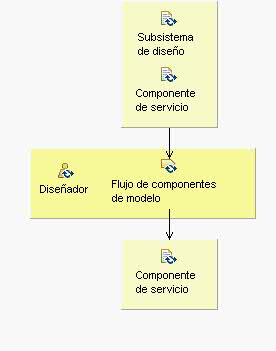 Subsistema
de diseño
Componente
de servicio
Diseñador
Flujo de componentes
de modelo
Componente
de servicio